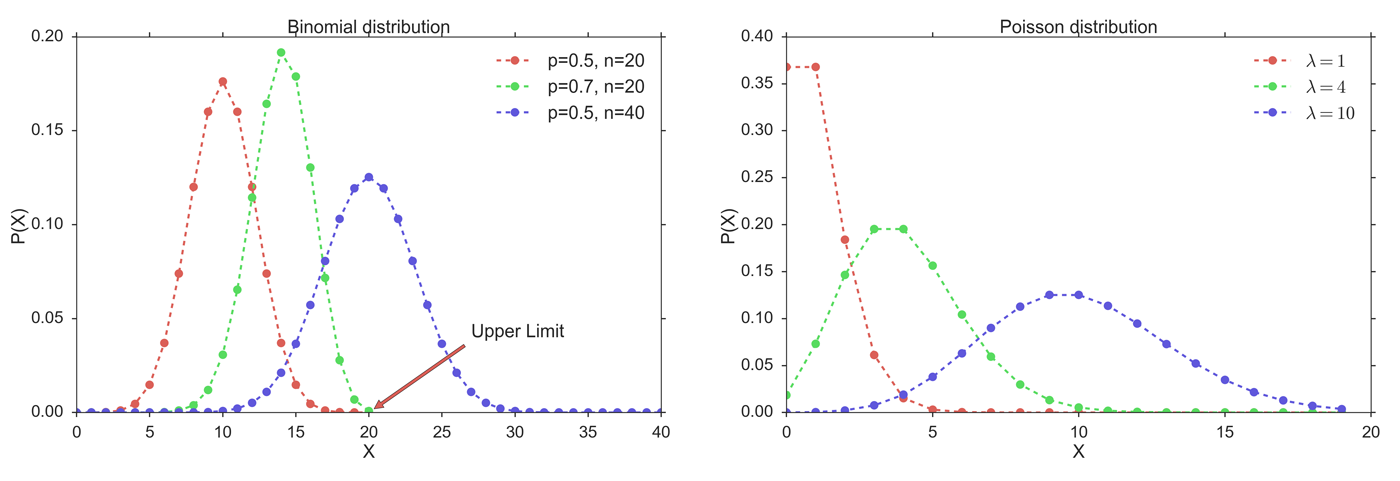 Binomial distribution
0.20
0.15
0.10
0.05
0.00
P(X)
p=0.5, n=20
p=0.7, n=20
p=0.5, n=40
Upper Limit
0 5 10 15 20 25 30 35 40
X
Poisson distribution
0.40
0.35
0.30
0.25
0.20
0.15
0.10
0.05
0.00
P(X)
λ = 1
λ = 4
λ = 10
0 5 10 15 20
X